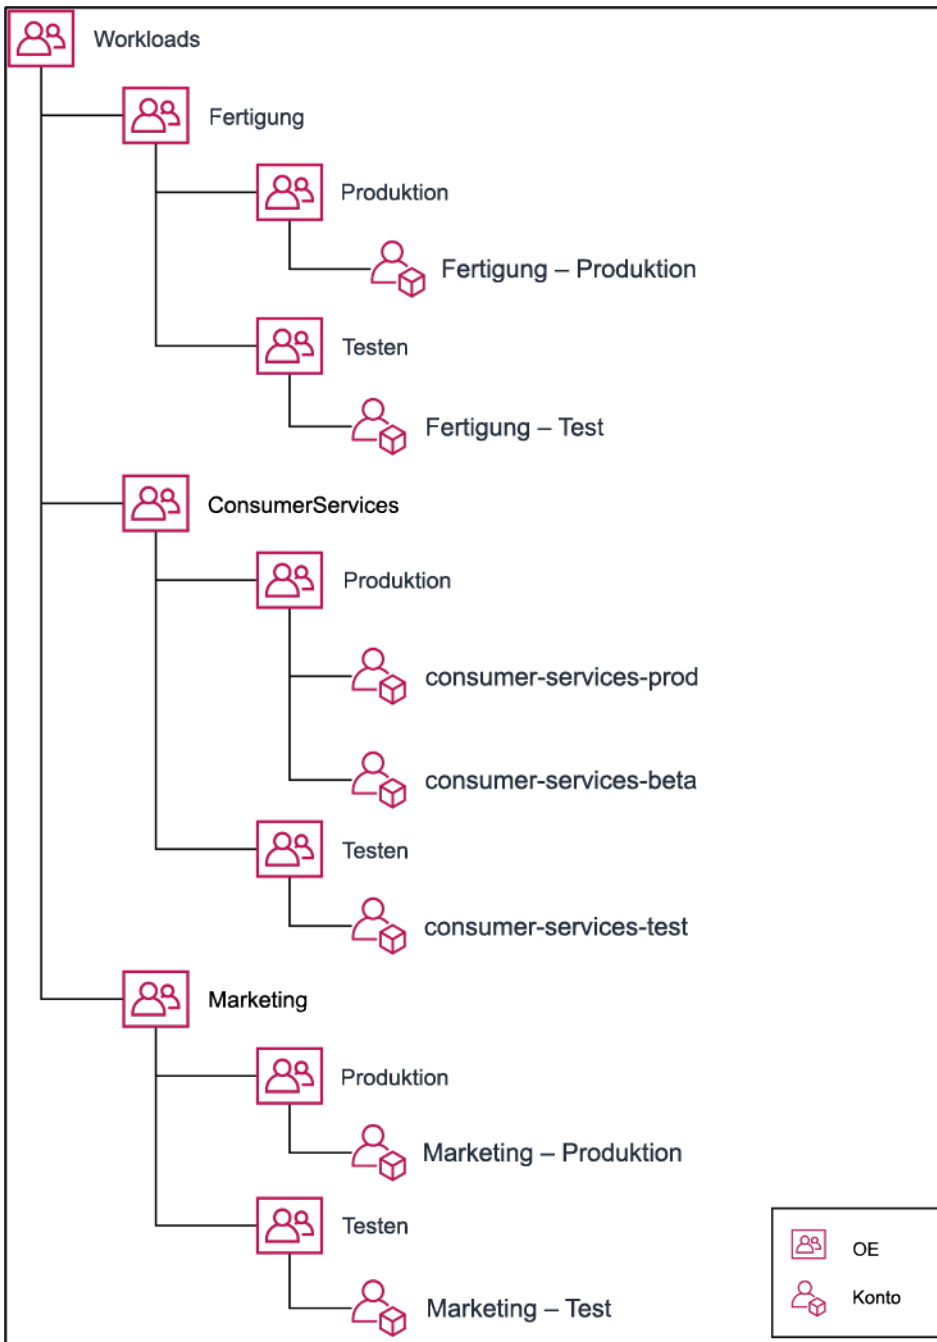 Workloads
Fertigung
Produktion
Fertigung – Produktion
Testen
Fertigung – Test
ConsumerServices
Produktion
consumer-services-prod
consumer-services-beta
Testen
consumer-services-test
Marketing
Produktion
Marketing – Produktion
Testen
Marketing – Test
OE
Konto